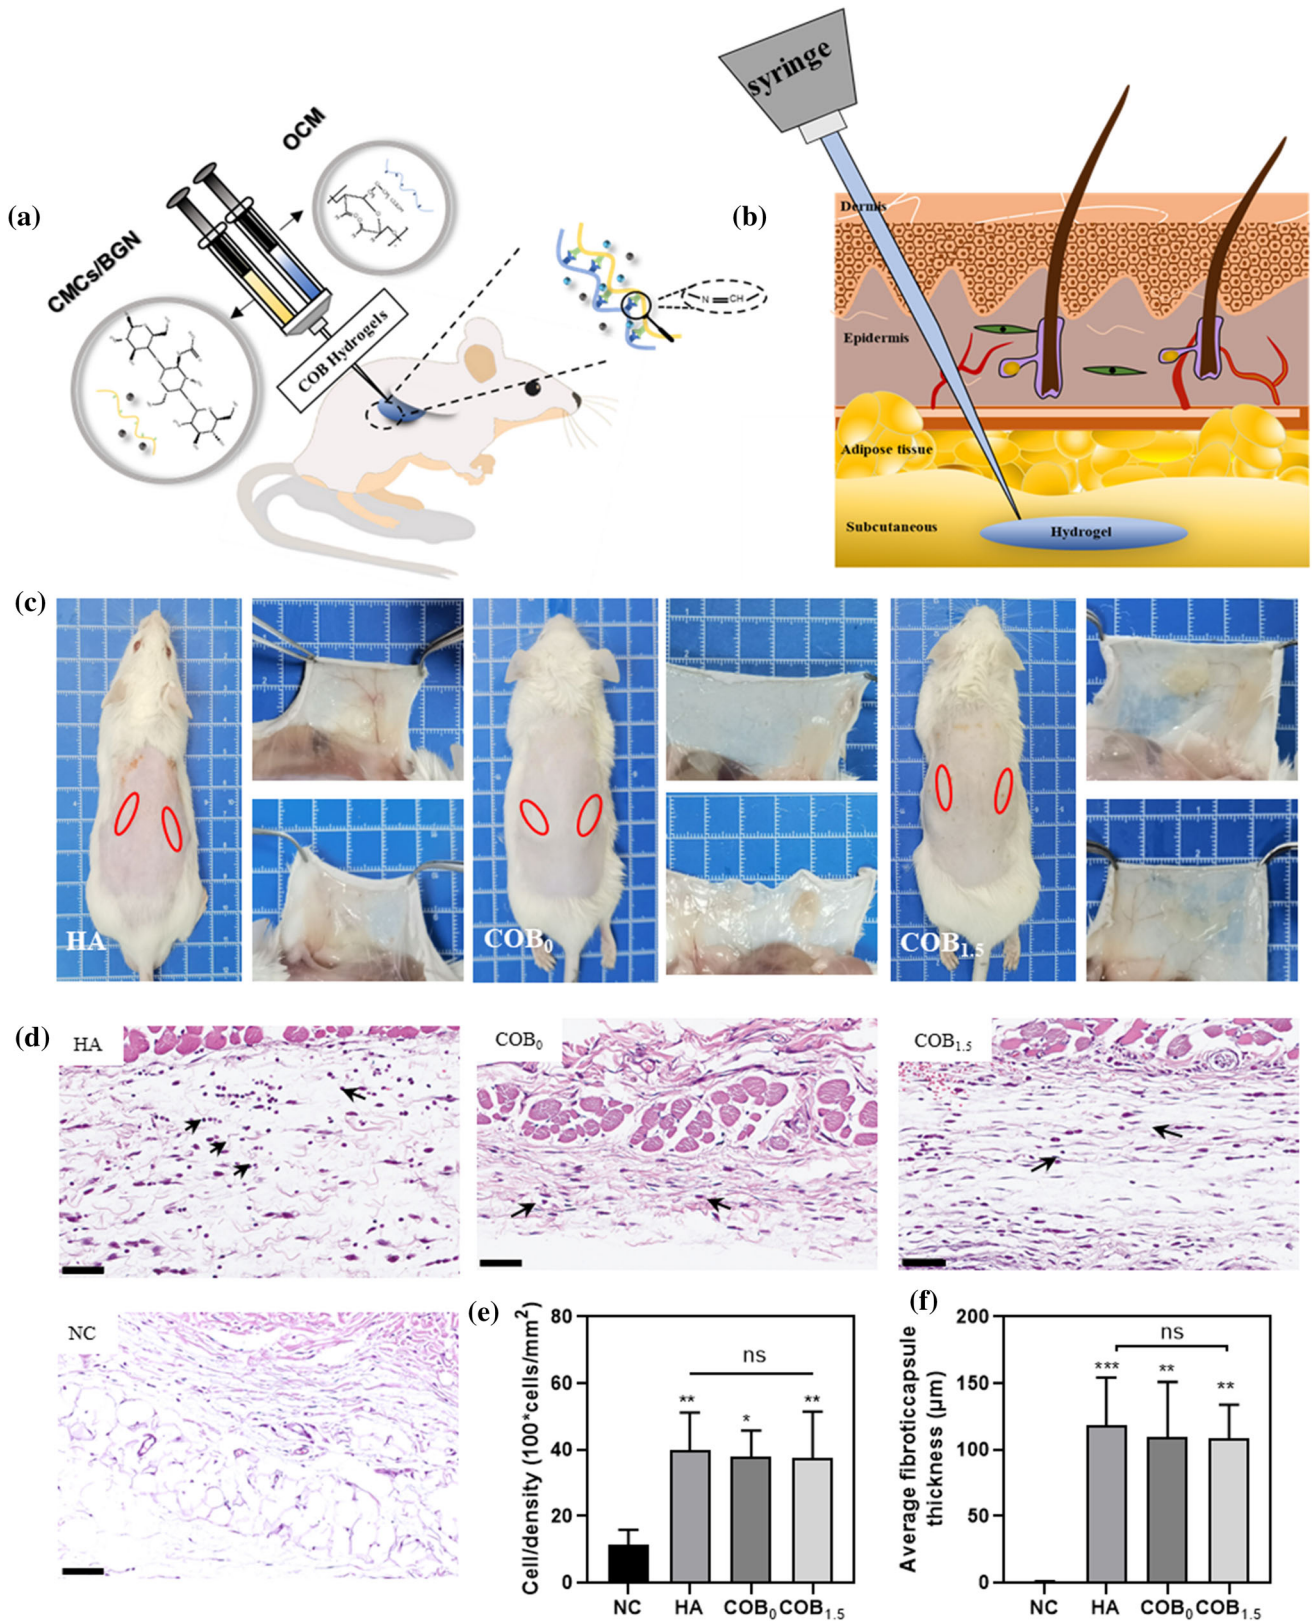 (a)
OCM
CMCs/BGN
COB Hydrogels
N
CH
(b)
syringe
Dermis
Epidermis
Adipose tissue
Subcutaneous
Hydrogel
(c)
HA
COB₀
COB₁.₅
(d)
HA
COB₀
COB₁.₅
NC
(e)
Cell/density (100*cells/mm²)
80
60
40
20
0
ns
**
*
**
NC HA COB₀ COB₁.₅
(f)
Average fibroticcapsule
thickness (μm)
200
150
100
50
0
ns
***
**
**
NC HA COB₀ COB₁.₅